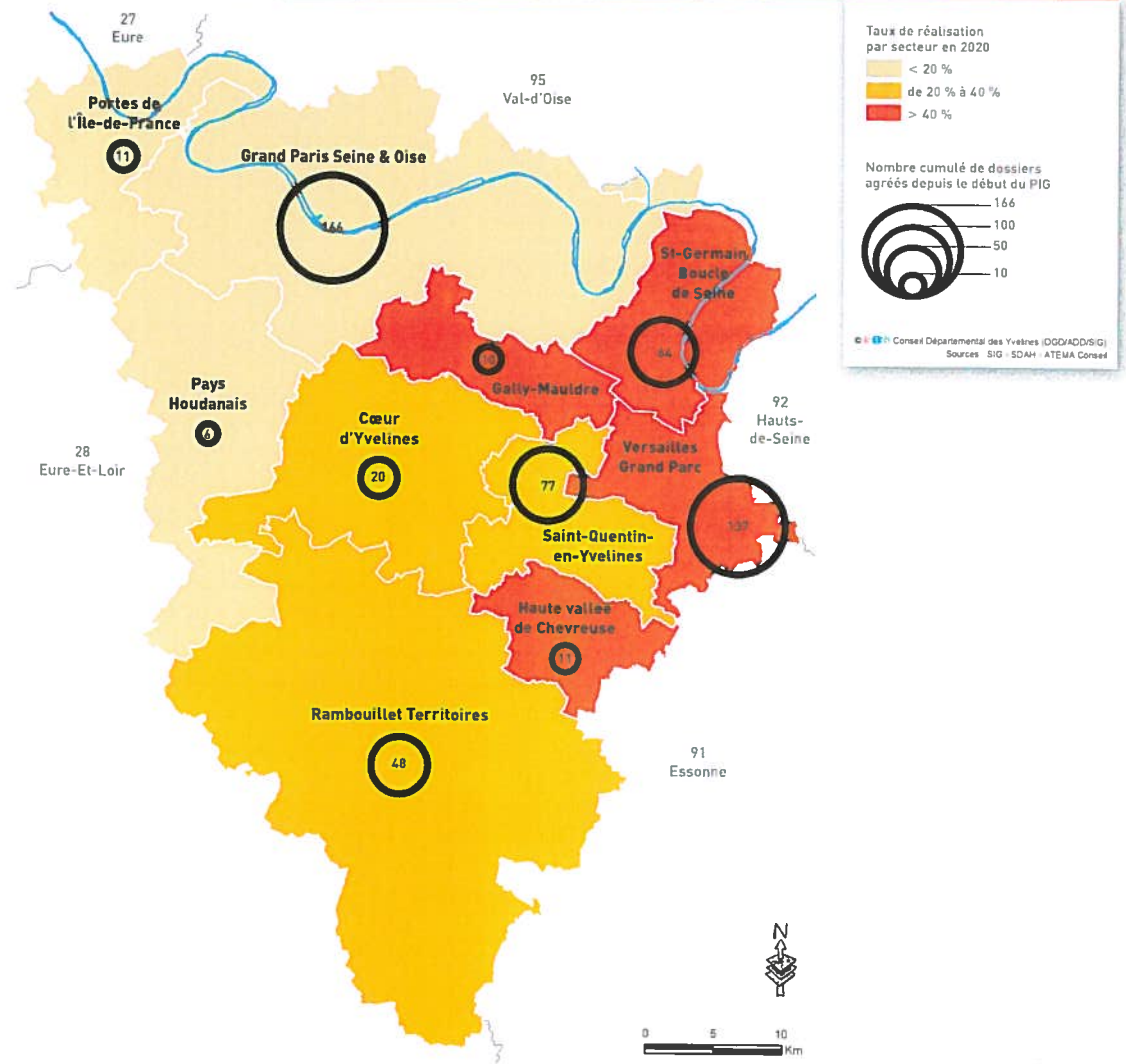 27
Eure
95
Val-d'Oise
Portes de
l'Île-de-France
11
Grand Paris Seine & Oise
166
St-Germain
Boucle
de Seine
64
10
Gally-Mauldre
Pays
Houdanais
6
28
Eure-Et-Loir
Cœur
d'Yvelines
20
92
Hauts-
de-Seine
Versailles
Grand Parc
77
137
Saint-Quentin-
en-Yvelines
Haute vallée
de Chevreuse
11
Rambouillet Territoires
48
91
Essonne
N
0 5 10
Km
Taux de réalisation
par secteur en 2020
< 20 %
de 20 % à 40 %
> 40 %
Nombre cumulé de dossiers
agréés depuis le début du PIG
166
100
50
10
Conseil Départemental des Yvelines (DGD/ADD/SIG)
Sources SIG - SDAH - ATEMA Conseil